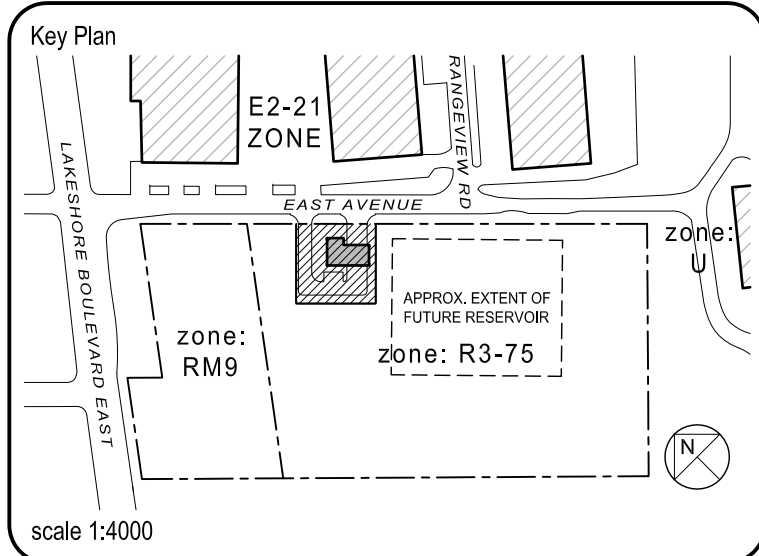 Key Plan
E2-21
ZONE
RANGEVIEW RD
LAKESHORE BOULEVARD EAST
EAST AVENUE
zone:
U
APPROX. EXTENT OF
FUTURE RESERVOIR
zone:
RM9
zone: R3-75
N
scale 1:4000